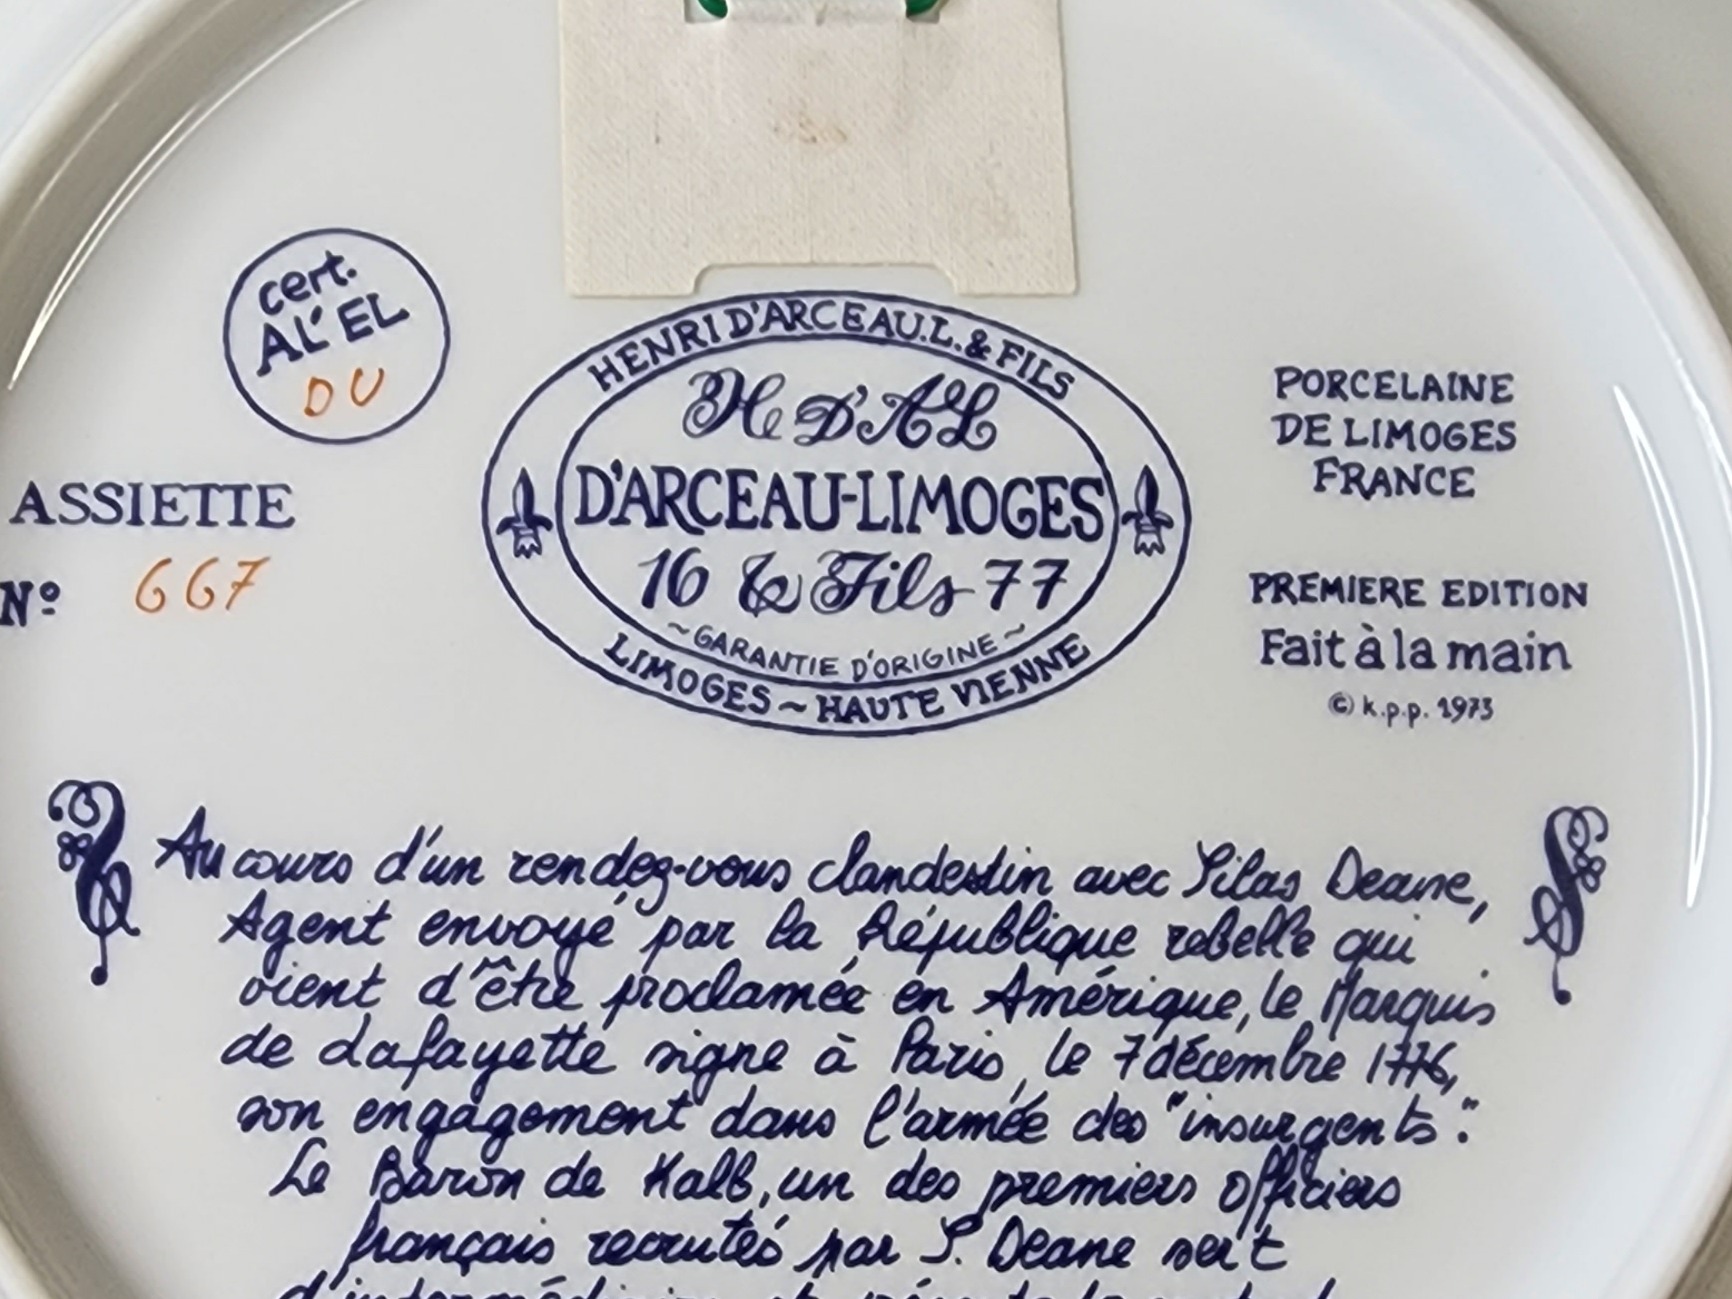 cert.
AL' EL
DU
ASSIETTE
Nº 667
HENRI D'ARCEAU.L. & FILS
H D'A&L
D'ARCEAU-LIMOGES
16 & Fils 77
~GARANTIE D'ORIGINE~
LIMOGES ~ HAUTE VIENNE
PORCELAINE
DE LIMOGES
FRANCE
PREMIERE EDITION
Fait à la main
© k.p.p. 1973
Au cours d'un rendez-vous clandestin avec Silas Deane,
Agent envoyé par la République rebelle qui
vient d'être proclamée en Amérique, le Marquis
de Lafayette signe à Paris, le 7 décembre 1776,
son engagement dans l'armée des "insurgents".
Le Baron de Kalb, un des premiers officiers
français recrutés par S. Deane sert
d'intermédiaire et